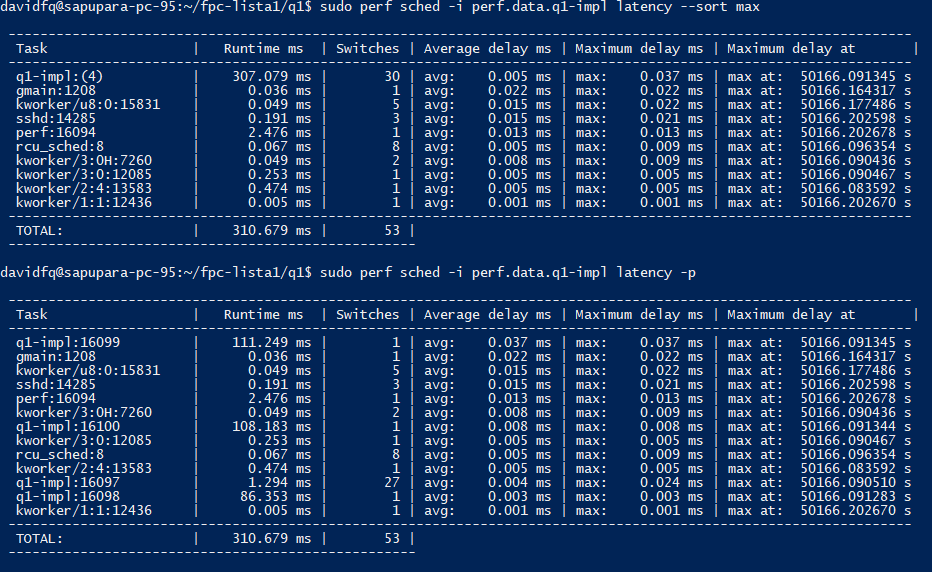 davidfq@sapupara-pc-95:~/fpc-lista1/q1$ sudo perf sched -i perf.data.q1-impl latency --sort max
-----------------------------------------------------------------------------------------------------------------
Task | Runtime ms | Switches | Average delay ms | Maximum delay ms | Maximum delay at |
-----------------------------------------------------------------------------------------------------------------
q1-impl:(4) | 307.079 ms | 30 | avg: 0.005 ms | max: 0.037 ms | max at: 50166.091345 s
gmain:1208 | 0.036 ms | 1 | avg: 0.022 ms | max: 0.022 ms | max at: 50166.164317 s
kworker/u8:0:15831 | 0.049 ms | 5 | avg: 0.015 ms | max: 0.022 ms | max at: 50166.177486 s
sshd:14285 | 0.191 ms | 3 | avg: 0.015 ms | max: 0.021 ms | max at: 50166.202598 s
perf:16094 | 2.476 ms | 1 | avg: 0.013 ms | max: 0.013 ms | max at: 50166.202678 s
rcu_sched:8 | 0.067 ms | 8 | avg: 0.005 ms | max: 0.009 ms | max at: 50166.096354 s
kworker/3:0H:7260 | 0.049 ms | 2 | avg: 0.008 ms | max: 0.009 ms | max at: 50166.090436 s
kworker/3:0:12085 | 0.253 ms | 1 | avg: 0.005 ms | max: 0.005 ms | max at: 50166.090467 s
kworker/2:4:13583 | 0.474 ms | 1 | avg: 0.005 ms | max: 0.005 ms | max at: 50166.083592 s
kworker/1:1:12436 | 0.005 ms | 1 | avg: 0.001 ms | max: 0.001 ms | max at: 50166.202670 s
-----------------------------------------------------------------------------------------------------------------
TOTAL: | 310.679 ms | 53 |
---------------------------------------------------
davidfq@sapupara-pc-95:~/fpc-lista1/q1$ sudo perf sched -i perf.data.q1-impl latency -p
-----------------------------------------------------------------------------------------------------------------
Task | Runtime ms | Switches | Average delay ms | Maximum delay ms | Maximum delay at |
-----------------------------------------------------------------------------------------------------------------
q1-impl:16099 | 111.249 ms | 1 | avg: 0.037 ms | max: 0.037 ms | max at: 50166.091345 s
gmain:1208 | 0.036 ms | 1 | avg: 0.022 ms | max: 0.022 ms | max at: 50166.164317 s
kworker/u8:0:15831 | 0.049 ms | 5 | avg: 0.015 ms | max: 0.022 ms | max at: 50166.177486 s
sshd:14285 | 0.191 ms | 3 | avg: 0.015 ms | max: 0.021 ms | max at: 50166.202598 s
perf:16094 | 2.476 ms | 1 | avg: 0.013 ms | max: 0.013 ms | max at: 50166.202678 s
kworker/3:0H:7260 | 0.049 ms | 2 | avg: 0.008 ms | max: 0.009 ms | max at: 50166.090436 s
q1-impl:16100 | 108.183 ms | 1 | avg: 0.008 ms | max: 0.008 ms | max at: 50166.091344 s
kworker/3:0:12085 | 0.253 ms | 1 | avg: 0.005 ms | max: 0.005 ms | max at: 50166.090467 s
rcu_sched:8 | 0.067 ms | 8 | avg: 0.005 ms | max: 0.009 ms | max at: 50166.096354 s
kworker/2:4:13583 | 0.474 ms | 1 | avg: 0.005 ms | max: 0.005 ms | max at: 50166.083592 s
q1-impl:16097 | 1.294 ms | 27 | avg: 0.004 ms | max: 0.024 ms | max at: 50166.090510 s
q1-impl:16098 | 86.353 ms | 1 | avg: 0.003 ms | max: 0.003 ms | max at: 50166.091283 s
kworker/1:1:12436 | 0.005 ms | 1 | avg: 0.001 ms | max: 0.001 ms | max at: 50166.202670 s
-----------------------------------------------------------------------------------------------------------------
TOTAL: | 310.679 ms | 53 |
---------------------------------------------------